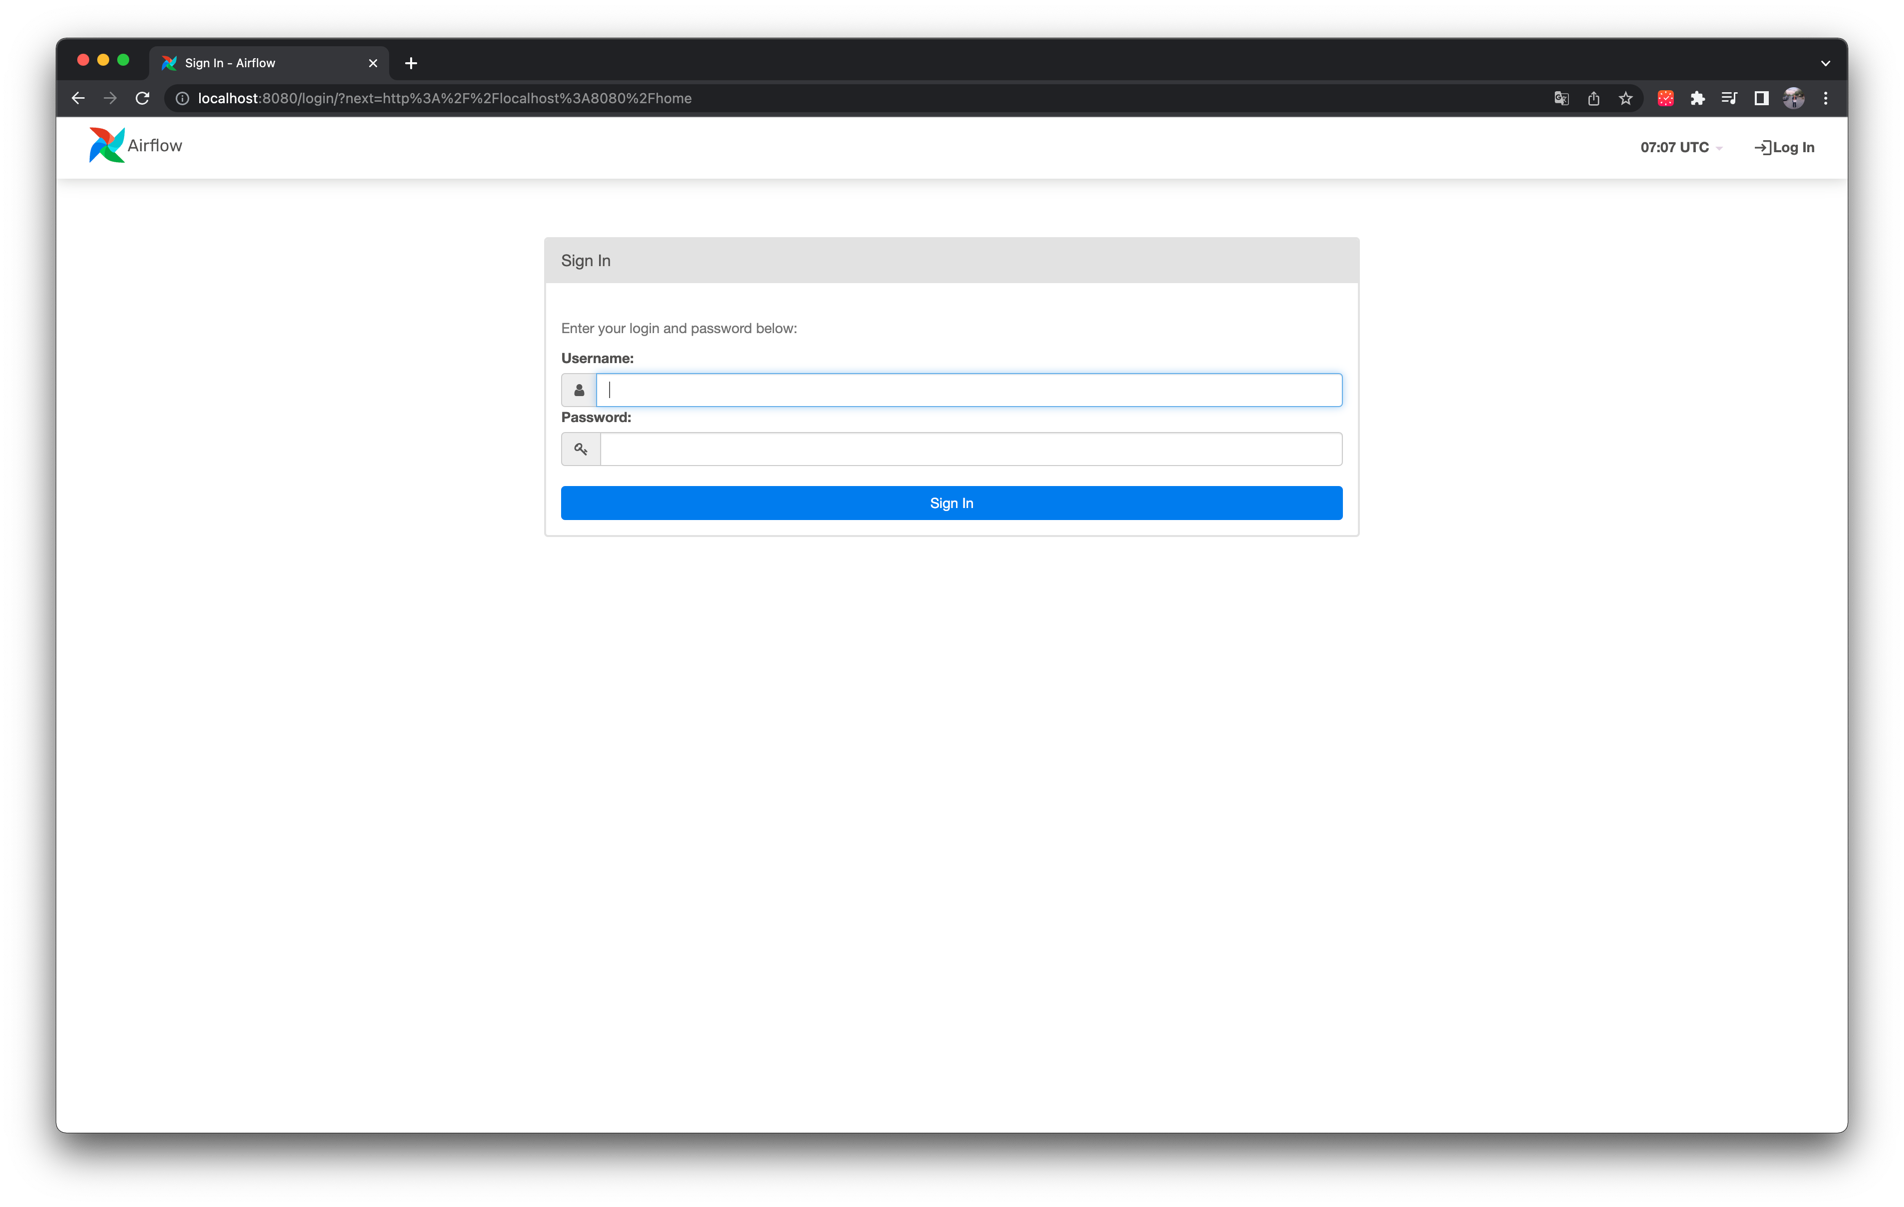 Sign In - Airflow
localhost:8080/login/?next=http%3A%2F%2Flocalhost%3A8080%2Fhome
Airflow
07:07 UTC
Log In
Sign In
Enter your login and password below:
Username:
Password:
Sign In